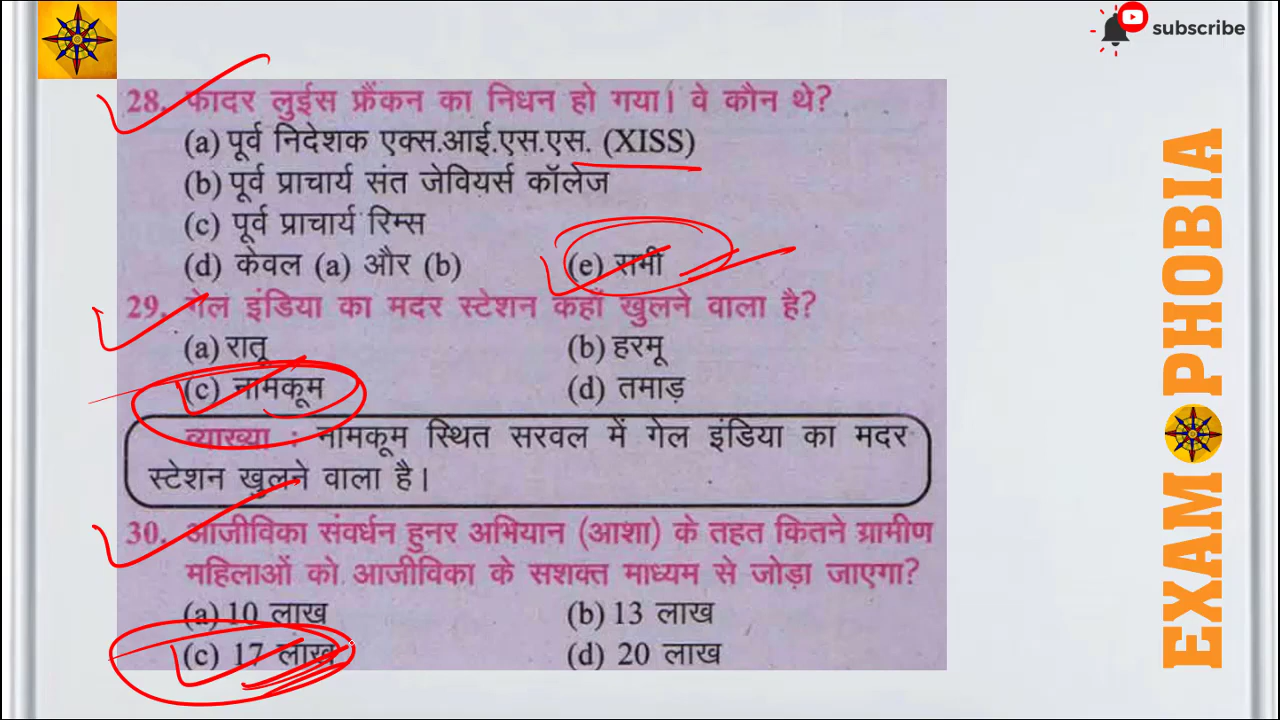 subscribe
28. फादर लुईस फ्रैंकन का निधन हो गया। वे कौन थे?
(a) पूर्व निदेशक एक्स.आई.एस.एस. (XISS)
(b) पूर्व प्राचार्य संत जेवियर्स कॉलेज
(c) पूर्व प्राचार्य रिम्स
(d) केवल (a) और (b) (e) सभी
29. गेल इंडिया का मदर स्टेशन कहाँ खुलने वाला है?
(a) रातू (b) हरमू
(c) नामकूम (d) तमाड़
व्याख्या : नामकूम स्थित सरवल में गेल इंडिया का मदर
स्टेशन खुलने वाला है।
30. आजीविका संवर्धन हुनर अभियान (आशा) के तहत कितने ग्रामीण
महिलाओं को आजीविका के सशक्त माध्यम से जोड़ा जाएगा?
(a) 10 लाख (b) 13 लाख
(c) 17 लाख (d) 20 लाख
EXAM PHOBIA